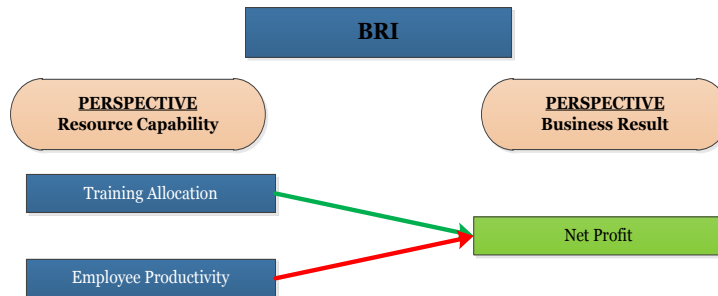 BRI
PERSPECTIVE
Resource Capability
PERSPECTIVE
Business Result
Training Allocation
Net Profit
Employee Productivity